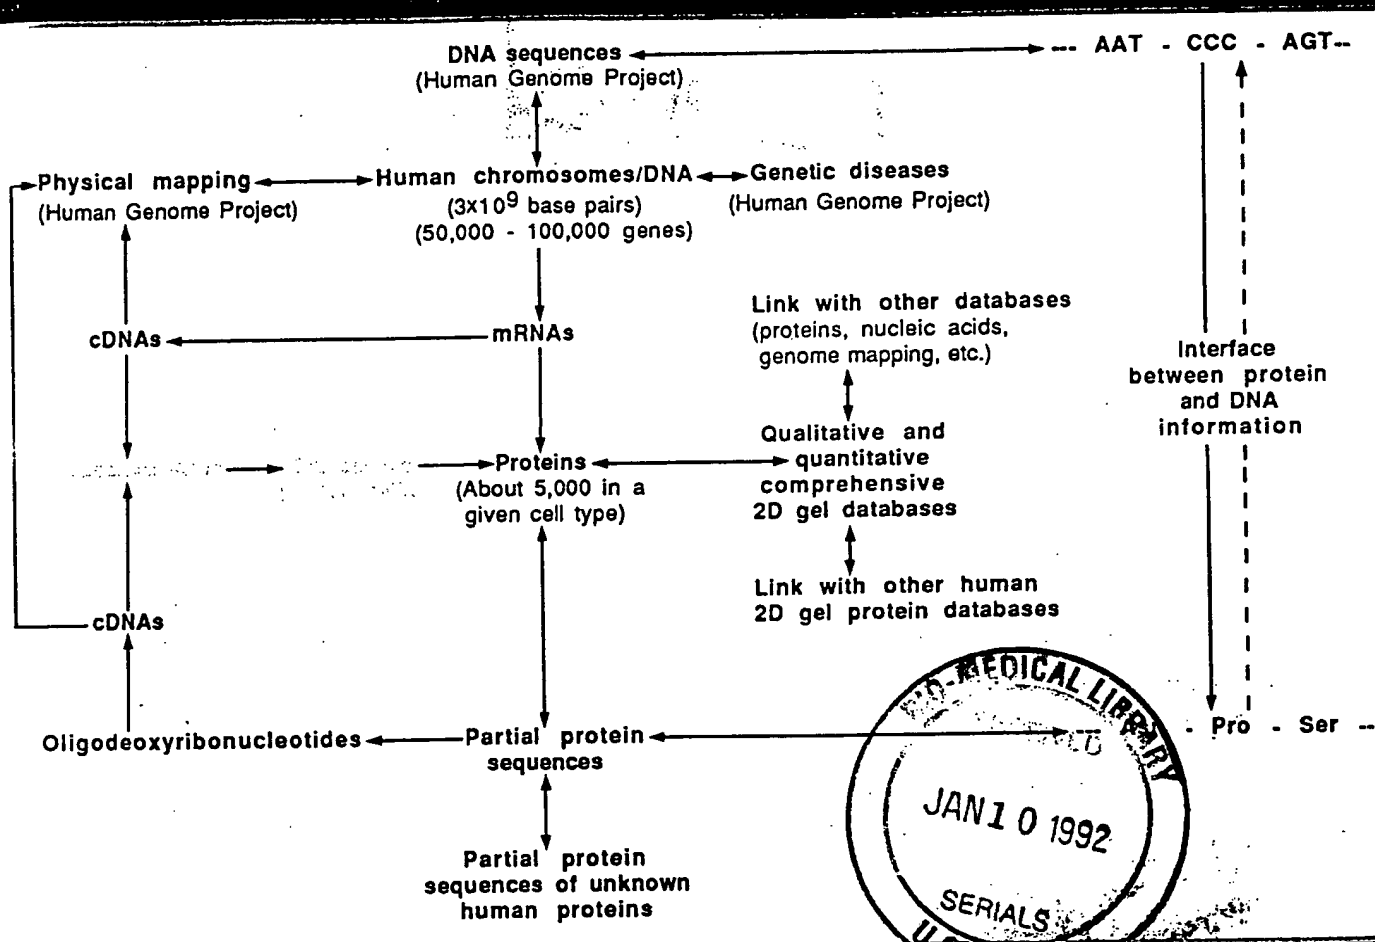 DNA sequences
(Human Genome Project)
--- AAT - CCC - AGT--
Physical mapping
(Human Genome Project)
Human chromosomes/DNA
(3x10⁹ base pairs)
(50,000 - 100,000 genes)
Genetic diseases
(Human Genome Project)
cDNAs
mRNAs
Link with other databases
(proteins, nucleic acids,
genome mapping, etc.)
Interface
between protein
and DNA
information
Qualitative and
quantitative
comprehensive
2D gel databases
Proteins
(About 5,000 in a
given cell type)
Link with other human
2D gel protein databases
cDNAs
Oligodeoxyribonucleotides
Partial protein
sequences
- Pro - Ser --
Partial protein
sequences of unknown
human proteins
MEDICAL LIBRARY
JAN 10 1992
SERIALS